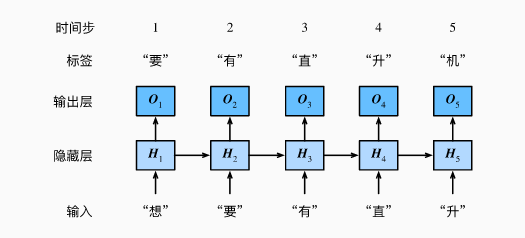 时间步 1 2 3 4 5
标签 “要” “有” “直” “升” “机”
输出层 O1 O2 O3 O4 O5
隐藏层 H1 H2 H3 H4 H5
输入 “想” “要” “有” “直” “升”